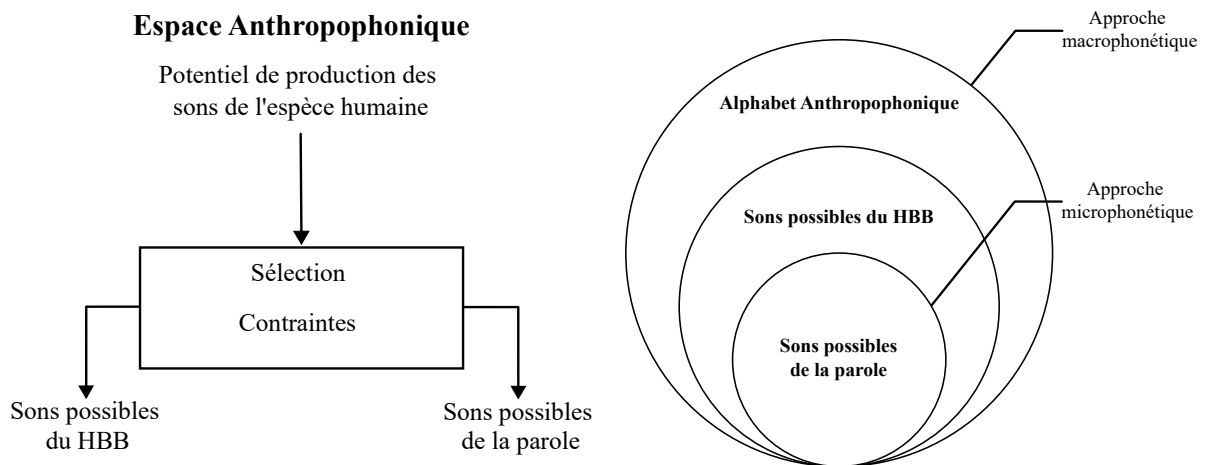 Espace Anthropophonique
Potentiel de production des
sons de l'espèce humaine
Sélection
Contraintes
Sons possibles
du HBB
Sons possibles
de la parole
Approche
macrophonétique
Alphabet Anthropophonique
Approche
microphonétique
Sons possibles du HBB
Sons possibles
de la parole